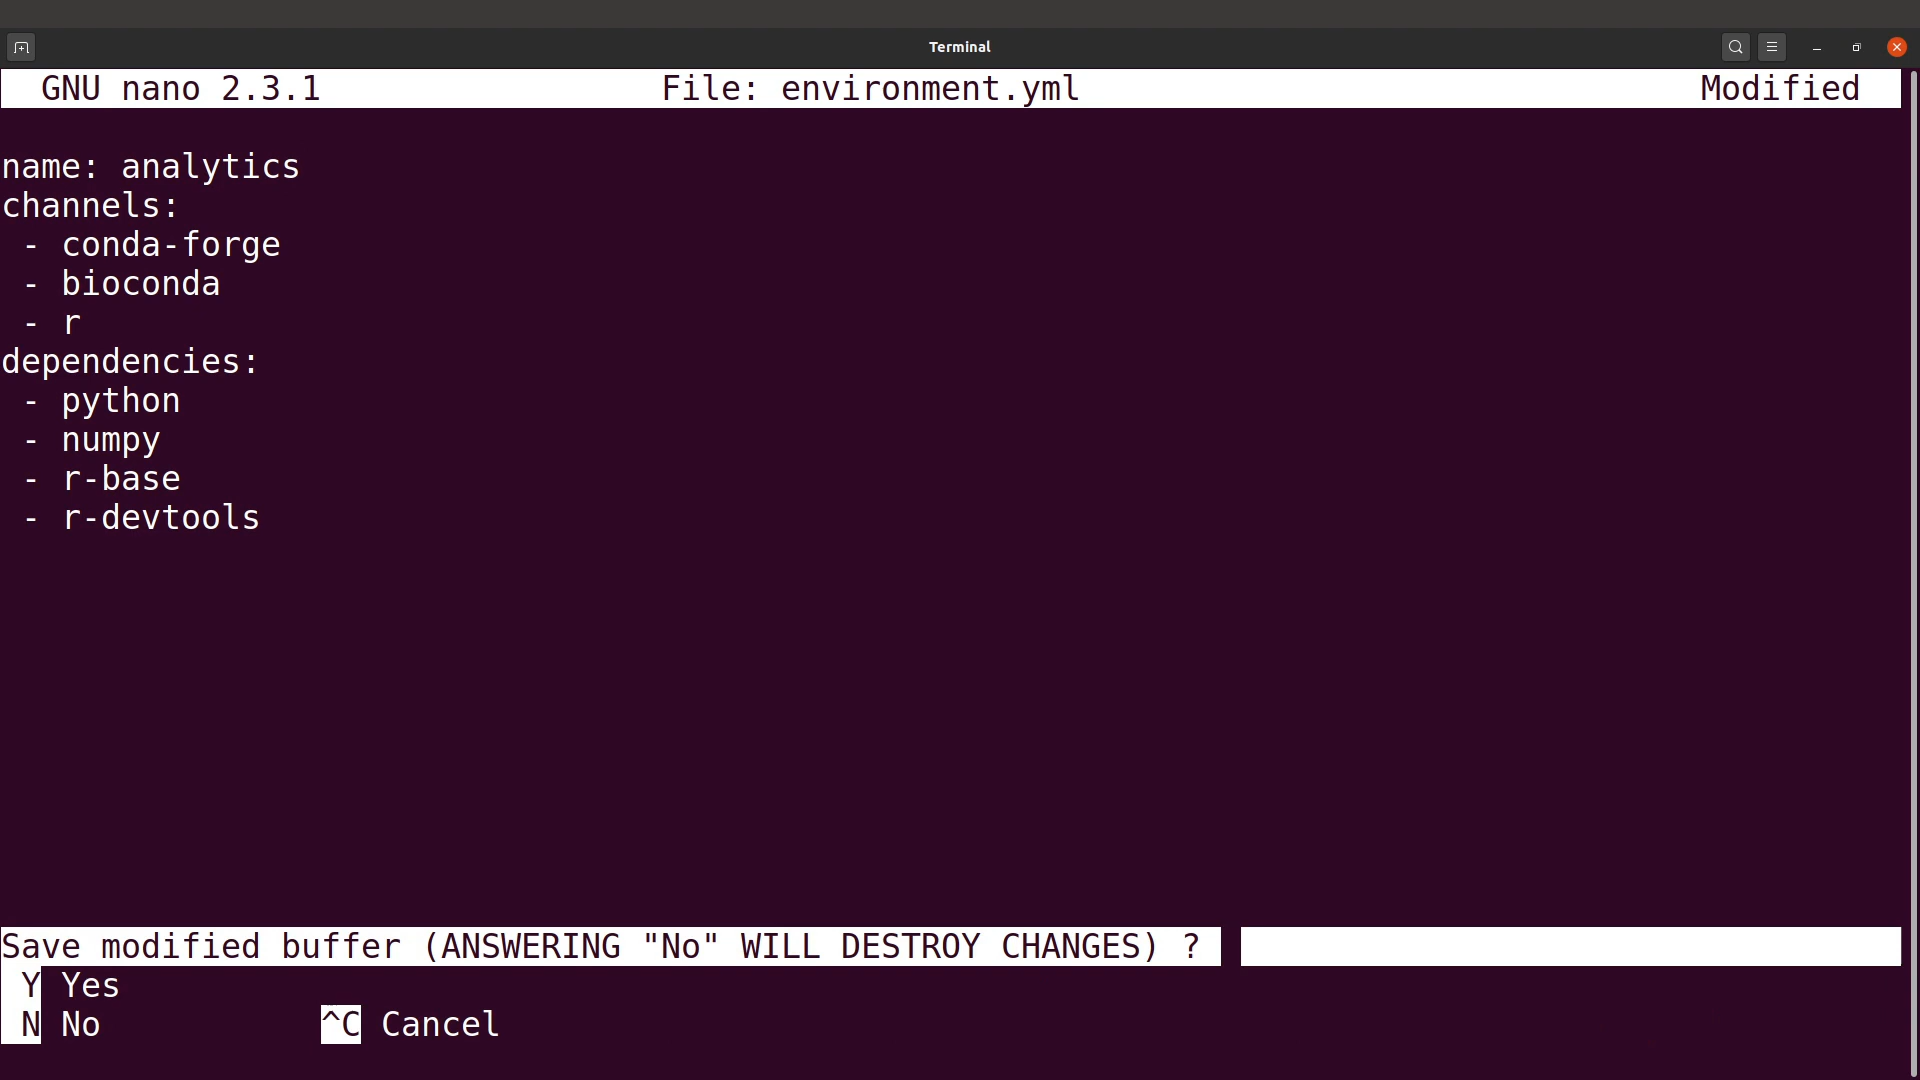 Terminal
GNU nano 2.3.1 File: environment.yml Modified
name: analytics
channels:
- conda-forge
- bioconda
- r
dependencies:
- python
- numpy
- r-base
- r-devtools
Save modified buffer (ANSWERING "No" WILL DESTROY CHANGES) ?
Y Yes
N No ^C Cancel